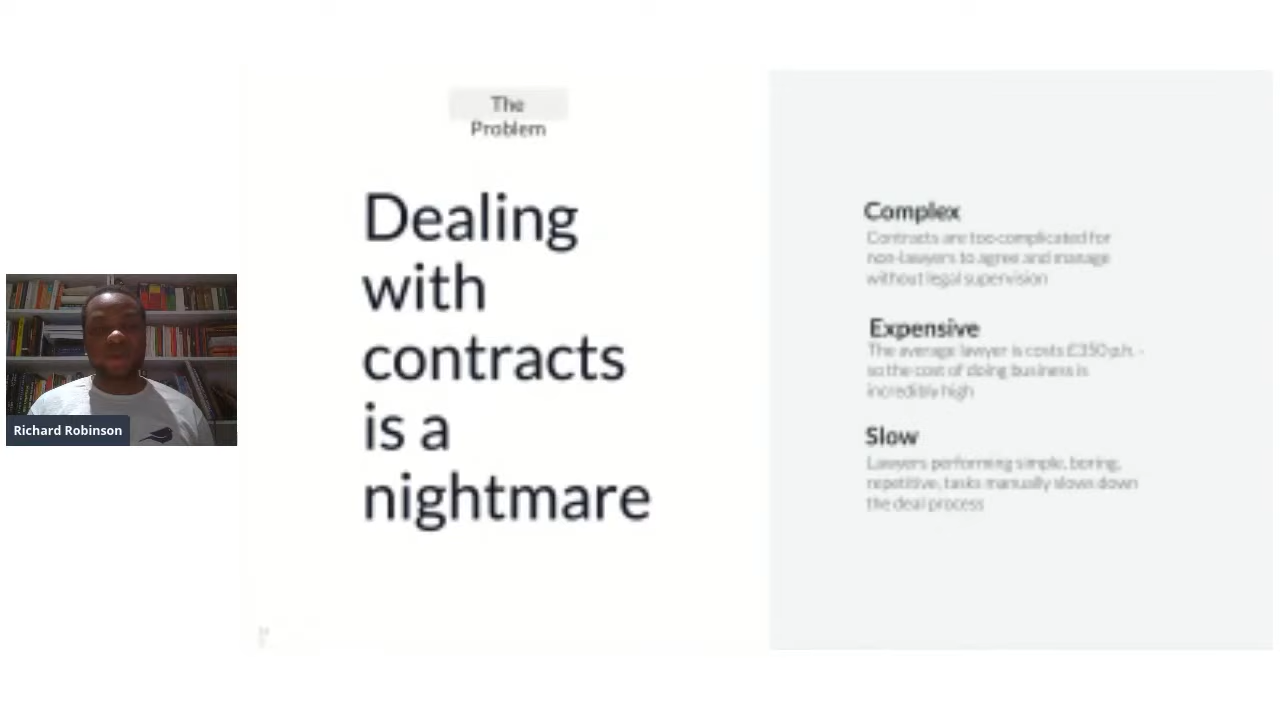 The
Problem
Dealing
with
contracts
is a
nightmare
Complex
Contracts are too complicated for
non-lawyers to agree and manage
without legal supervision
Expensive
The average lawyer is costs £350 p.h. -
so the cost of doing business is
incredibly high
Slow
Lawyers performing simple, boring,
repetitive, tasks manually slows down
the deal process
Richard Robinson